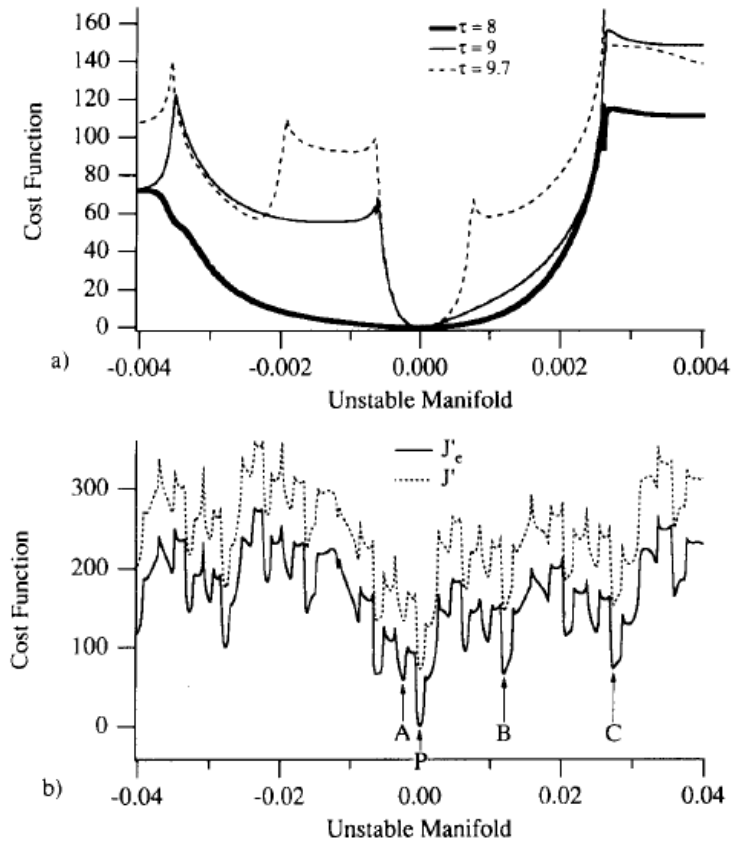 160
140
120
100
80
60
40
20
0
Cost Function
τ = 8
τ = 9
τ = 9.7
-0.004
-0.002
0.000
0.002
0.004
a)
Unstable Manifold
300
200
100
0
Cost Function
J'e
J'
A
P
B
C
-0.04
-0.02
0.00
0.02
0.04
b)
Unstable Manifold